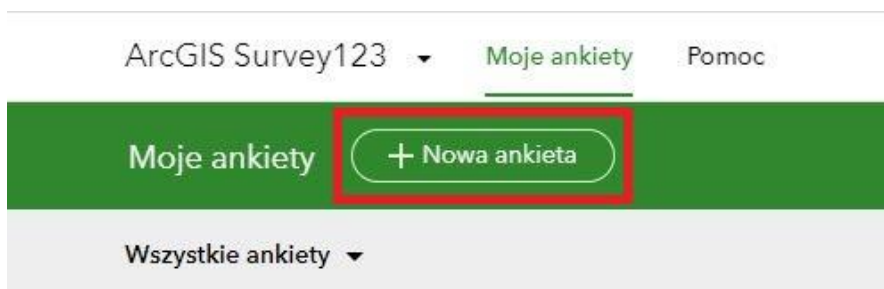 ArcGIS Survey123 Moje ankiety Pomoc
Moje ankiety + Nowa ankieta
Wszystkie ankiety